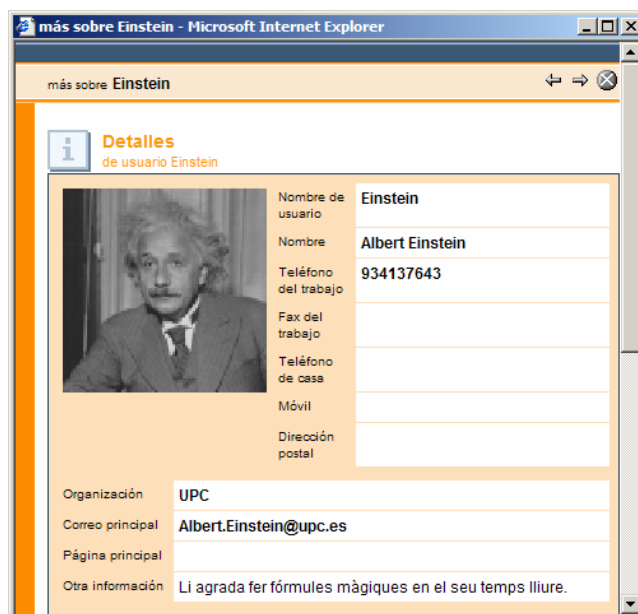 más sobre Einstein - Microsoft Internet Explorer
más sobre Einstein
i
Detalles
de usuario Einstein
Nombre de
usuario
Einstein
Nombre
Albert Einstein
Teléfono
del trabajo
934137643
Fax del
trabajo
Teléfono
de casa
Móvil
Dirección
postal
Organización
UPC
Correo principal
Albert.Einstein@upc.es
Página principal
Otra información
Li agrada fer fórmules màgiques en el seu temps lliure.